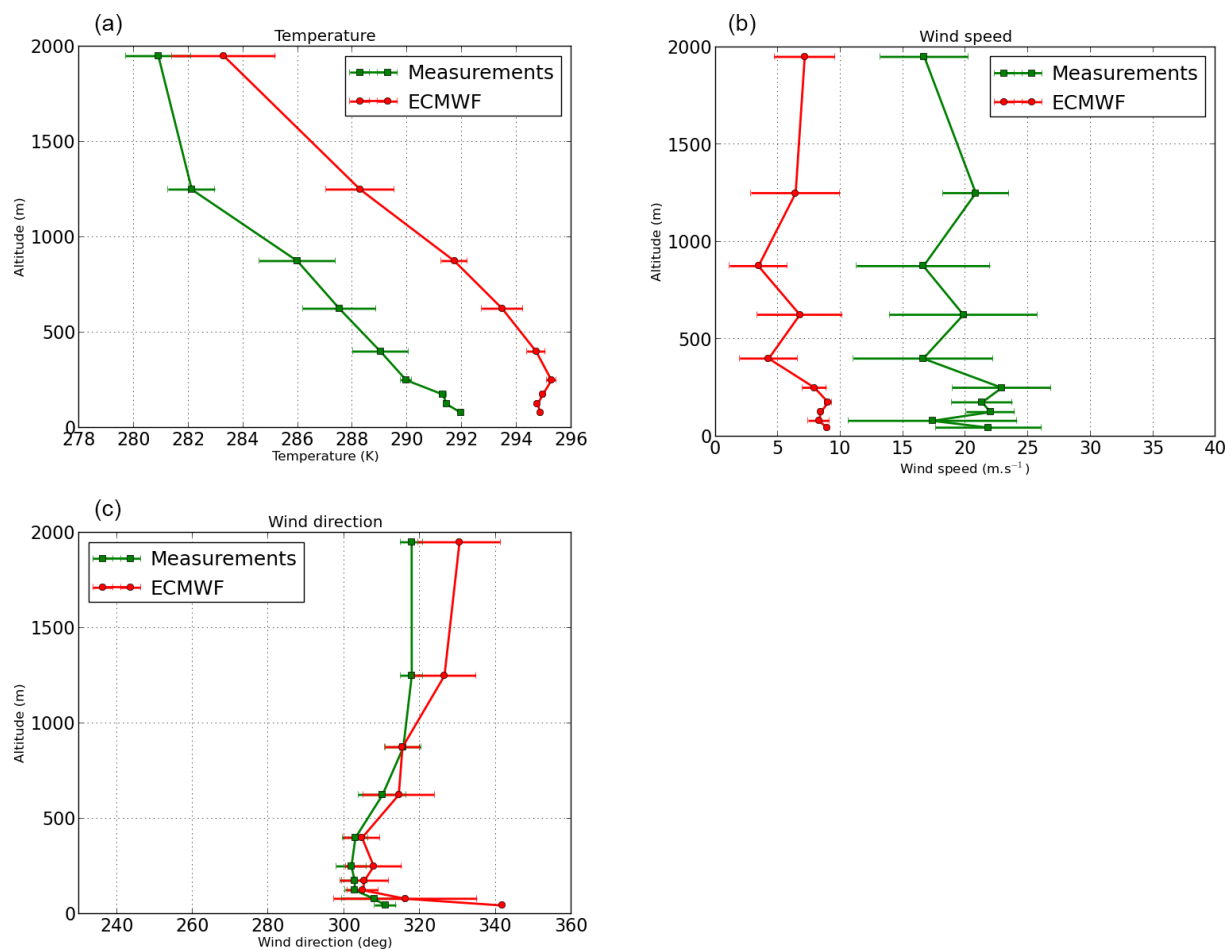 (a)
Temperature
Measurements
ECMWF
2000
1500
1000
500
0
Altitude (m)
278 280 282 284 286 288 290 292 294 296
Temperature (K)
(b)
Wind speed
Measurements
ECMWF
2000
1500
1000
500
0
Altitude (m)
0 5 10 15 20 25 30 35 40
Wind speed (m.s⁻¹)
(c)
Wind direction
Measurements
ECMWF
2000
1500
1000
500
0
Altitude (m)
240 260 280 300 320 340 360
Wind direction (deg)